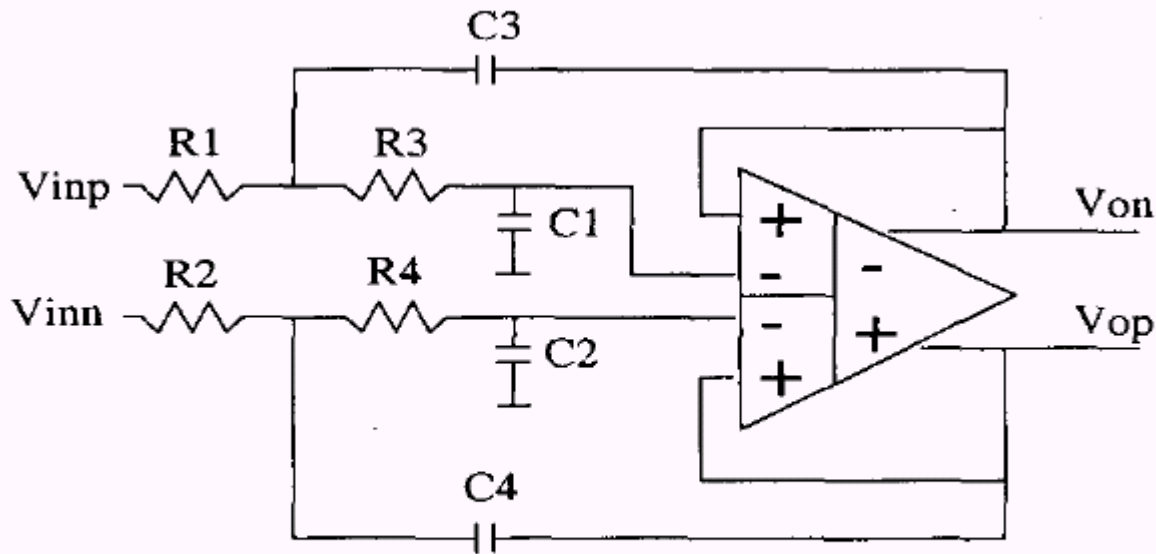 C3
R1 R3
Vinp
C1
Von
+
-
-
R2 R4
Vinn
-
C2
+
Vop
+
C4